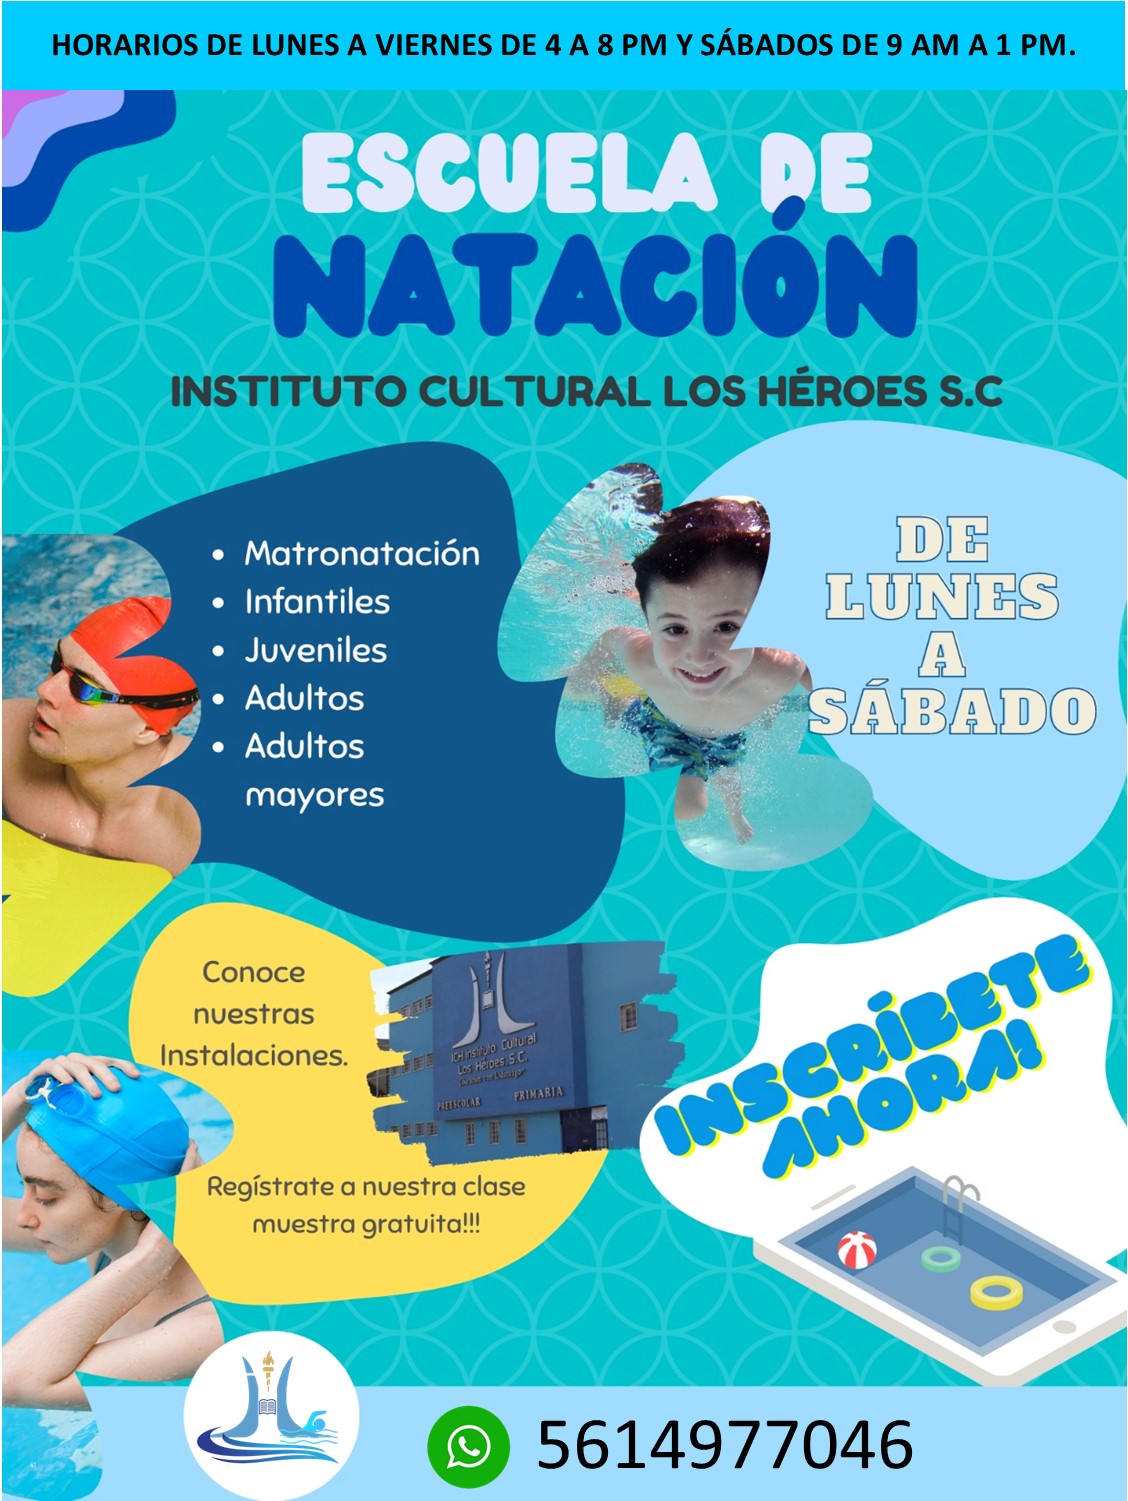 HORARIOS DE LUNES A VIERNES DE 4 A 8 PM Y SÁBADOS DE 9 AM A 1 PM.
ESCUELA DE
NATACIÓN
INSTITUTO CULTURAL LOS HÉROES S.C
• Matronatación
• Infantiles
• Juveniles
• Adultos
• Adultos
mayores
DE
LUNES
A
SÁBADO
Conoce
nuestras
Instalaciones.
ICH Instituto Cultural
Los Héroes, S.C.
PREESCOLAR PRIMARIA
INSCRÍBETE
AHORA!
Regístrate a nuestra clase
muestra gratuita!!!
5614977046